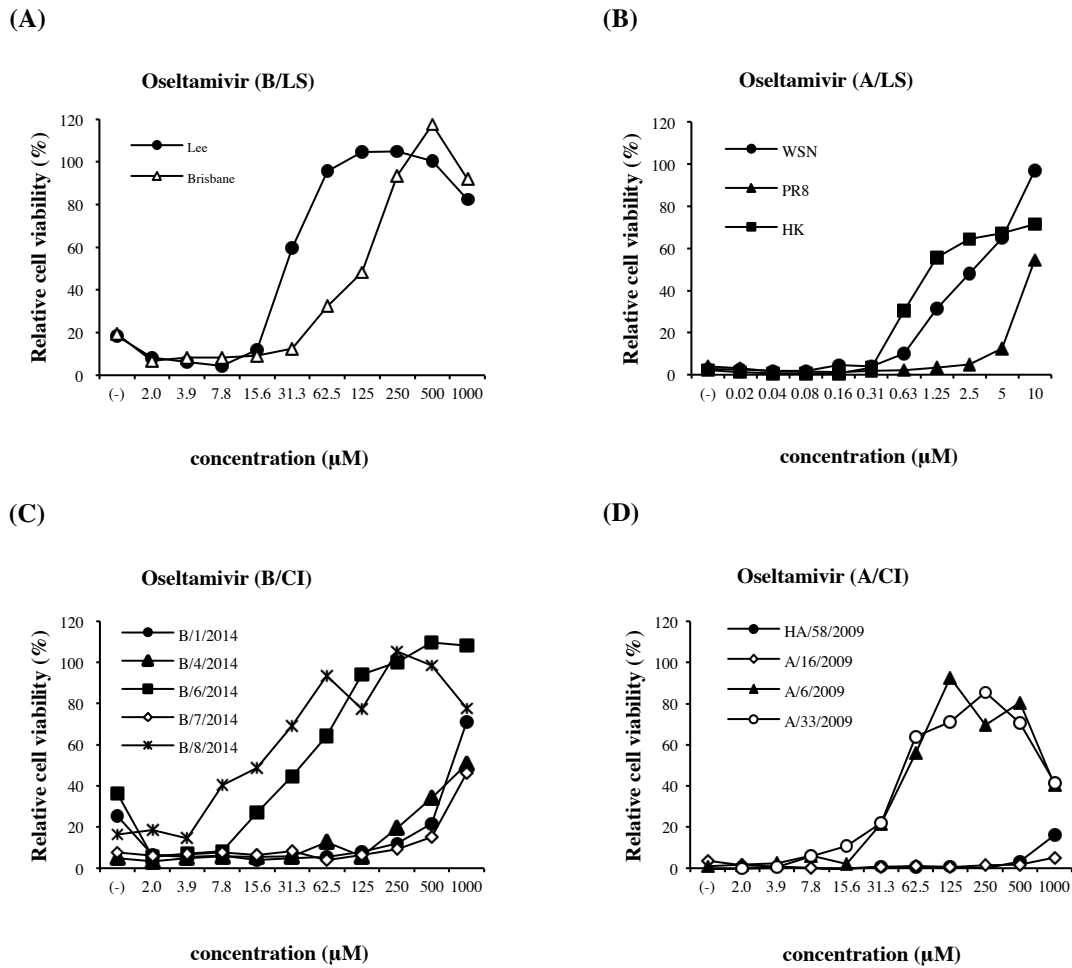 (A)
Oseltamivir (B/LS)
Relative cell viability (%)
120
100
80
60
40
20
0
Lee
Brisbane
(-) 2.0 3.9 7.8 15.6 31.3 62.5 125 250 500 1000
concentration (µM)
(B)
Oseltamivir (A/LS)
Relative cell viability (%)
120
100
80
60
40
20
0
WSN
PR8
HK
(-) 0.02 0.04 0.08 0.16 0.31 0.63 1.25 2.5 5 10
concentration (µM)
(C)
Oseltamivir (B/CI)
Relative cell viability (%)
120
100
80
60
40
20
0
B/1/2014
B/4/2014
B/6/2014
B/7/2014
B/8/2014
(-) 2.0 3.9 7.8 15.6 31.3 62.5 125 250 500 1000
concentration (µM)
(D)
Oseltamivir (A/CI)
Relative cell viability (%)
120
100
80
60
40
20
0
HA/58/2009
A/16/2009
A/6/2009
A/33/2009
(-) 2.0 3.9 7.8 15.6 31.3 62.5 125 250 500 1000
concentration (µM)